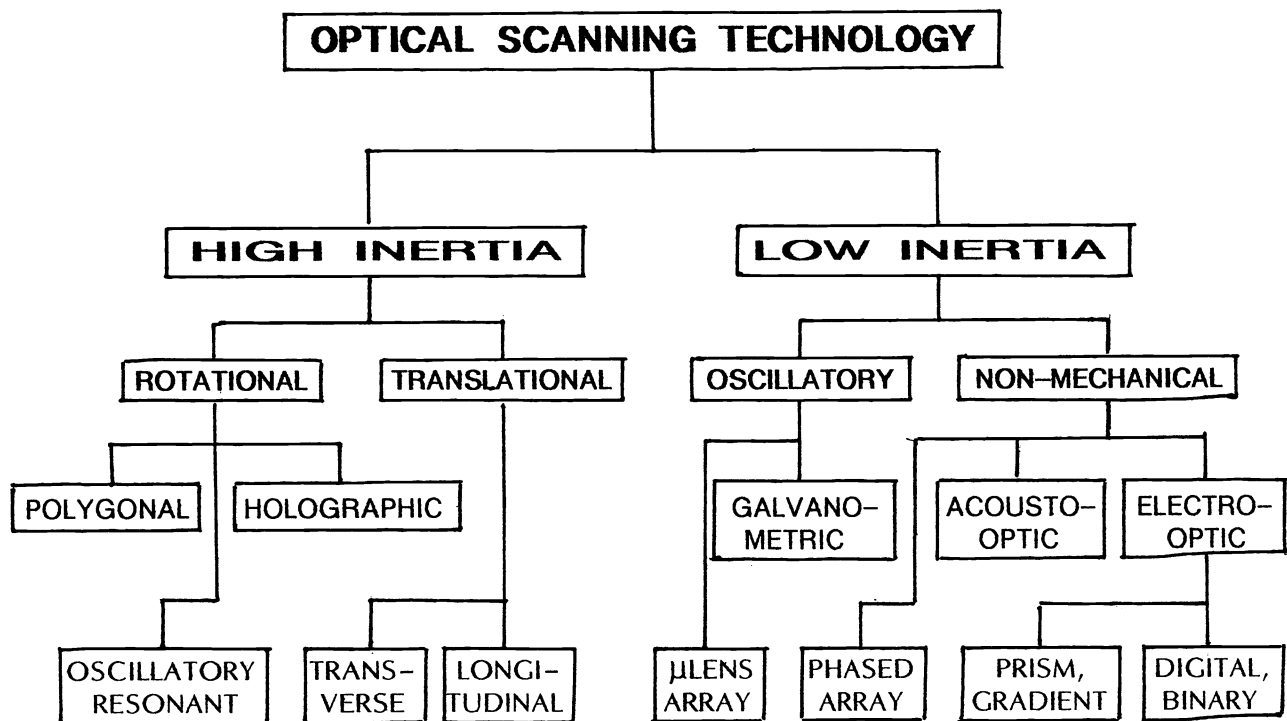 OPTICAL SCANNING TECHNOLOGY
HIGH INERTIA
LOW INERTIA
ROTATIONAL
TRANSLATIONAL
OSCILLATORY
NON-MECHANICAL
POLYGONAL
HOLOGRAPHIC
GALVANO-
METRIC
ACOUSTO-
OPTIC
ELECTRO-
OPTIC
OSCILLATORY
RESONANT
TRANS-
VERSE
LONGI-
TUDINAL
µLENS
ARRAY
PHASED
ARRAY
PRISM,
GRADIENT
DIGITAL,
BINARY